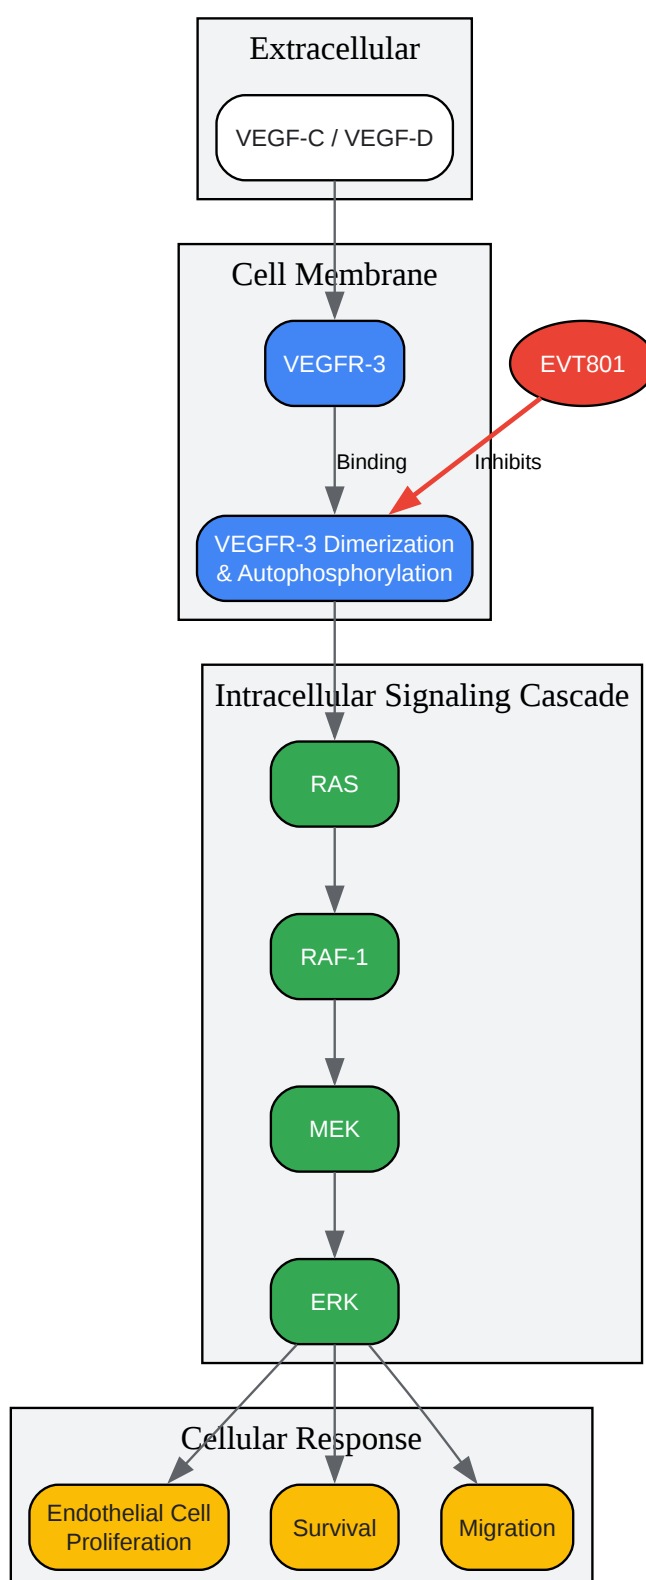 Extracellular
VEGF-C / VEGF-D
Cell Membrane
VEGFR-3
EVT801
Binding
Inhibits
VEGFR-3 Dimerization
& Autophosphorylation
Intracellular Signaling Cascade
RAS
RAF-1
MEK
ERK
Cellular Response
Endothelial Cell
Proliferation
Survival
Migration